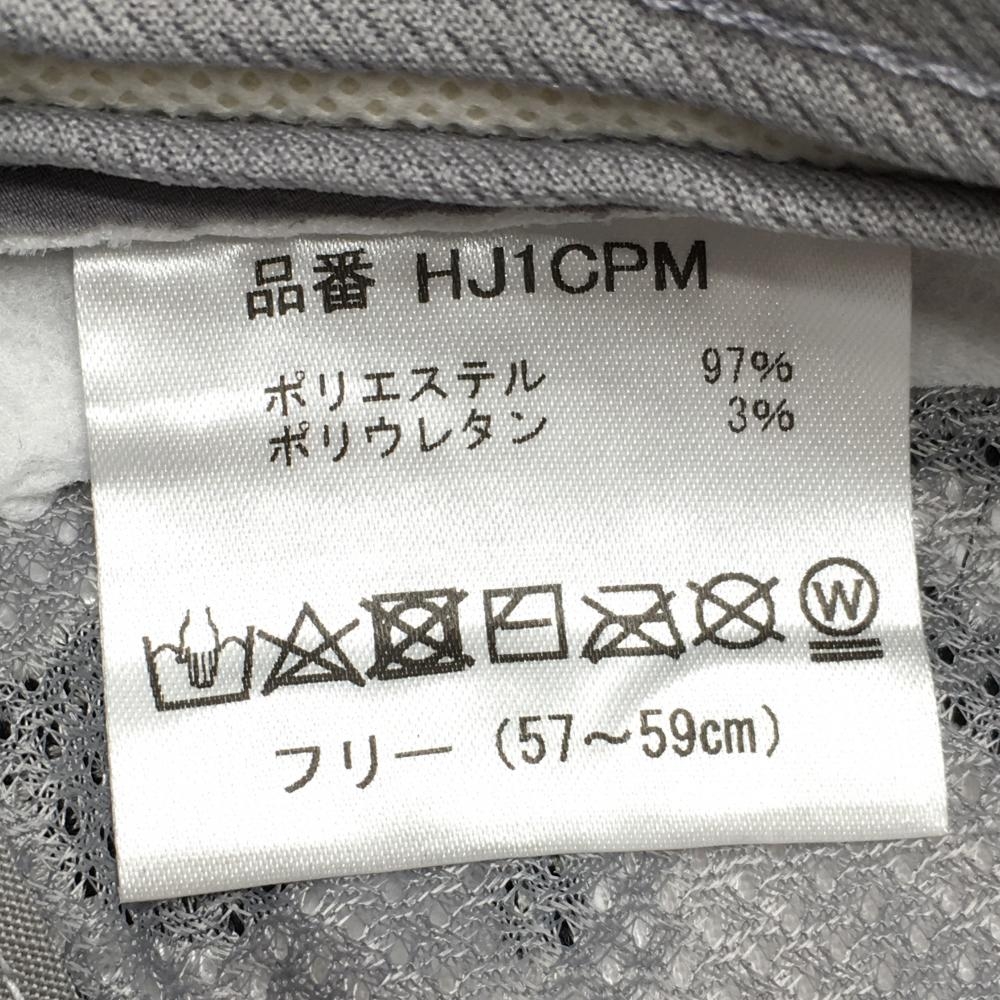 品番 HJ1CPM
ポリエステル 97%
ポリウレタン 3%
W
フリー (57～59cm)